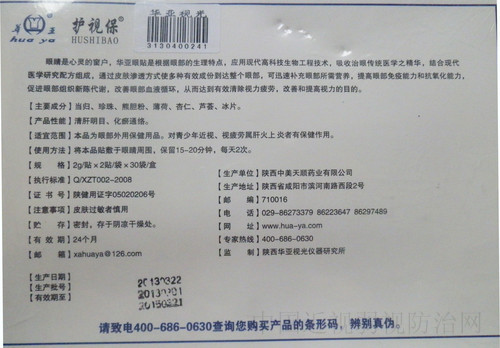 华亚
hua ya
护视保
HUSHIBAO
华亚视光
3130400241
眼睛是心灵的窗户，华亚眼贴是根据眼部的生理特点，应用现代高科技生物工程技术，吸收治眼传统医学之精华，结合现代
医学研究配方组成，通过皮肤渗透方式使多种有效成份到达整个眼部，可迅速补充眼部所需营养，提高眼部免疫能力和抗氧化能力，
促进眼部组织新陈代谢，改善眼部血液循环，从而达到有效清除视力疲劳，改善和提高视力的目的。
【主要成分】当归、珍珠、熊胆粉、薄荷、杏仁、芦荟、冰片。
【产品性能】清肝明目、化瘀通络。
【适宜范围】本品为眼部外用保健用品。对青少年近视、视疲劳属肝火上炎者有保健作用。
【使用方法】将本品贴敷于眼睛周围，保留15-20分钟，每天2次。
【规 格】2g/贴×2贴/袋×30袋/盒
【执行标准】Q/XZT002-2008
【证 书 号】陕健用证字05020206号
【注意事项】皮肤过敏者慎用
【贮 存】密封，存于阴凉干燥处。
【有 效 期】24个月
【邮 箱】xahuaya@126.com
【生产单位】陕西中美天顺药业有限公司
【生产地址】陕西省咸阳市滨河南路西段2号
【邮 编】710016
【电 话】029-86273379 86223647 86297489
【网 址】www.hua-ya.com
【专家热线】400-686-0630
【监 制】陕西华亚视光仪器研究所
【生产日期】20130322
【生产批号】20130301
【有效期至】20150321
请致电400-686-0630查询您购买产品的条形码，辨别真伪。
中国近视弱视防治网